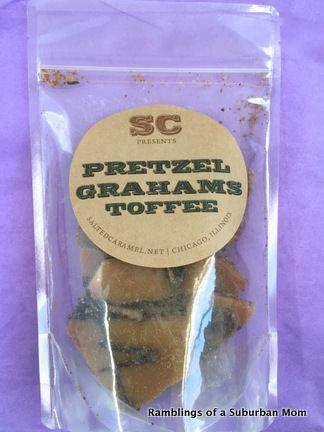 SC
PRESENTS
PRETZEL
GRAHAMS
TOFFEE
SALTEDCARAMEL.NET | CHICAGO, ILLINOIS
Ramblings of a Suburban Mom